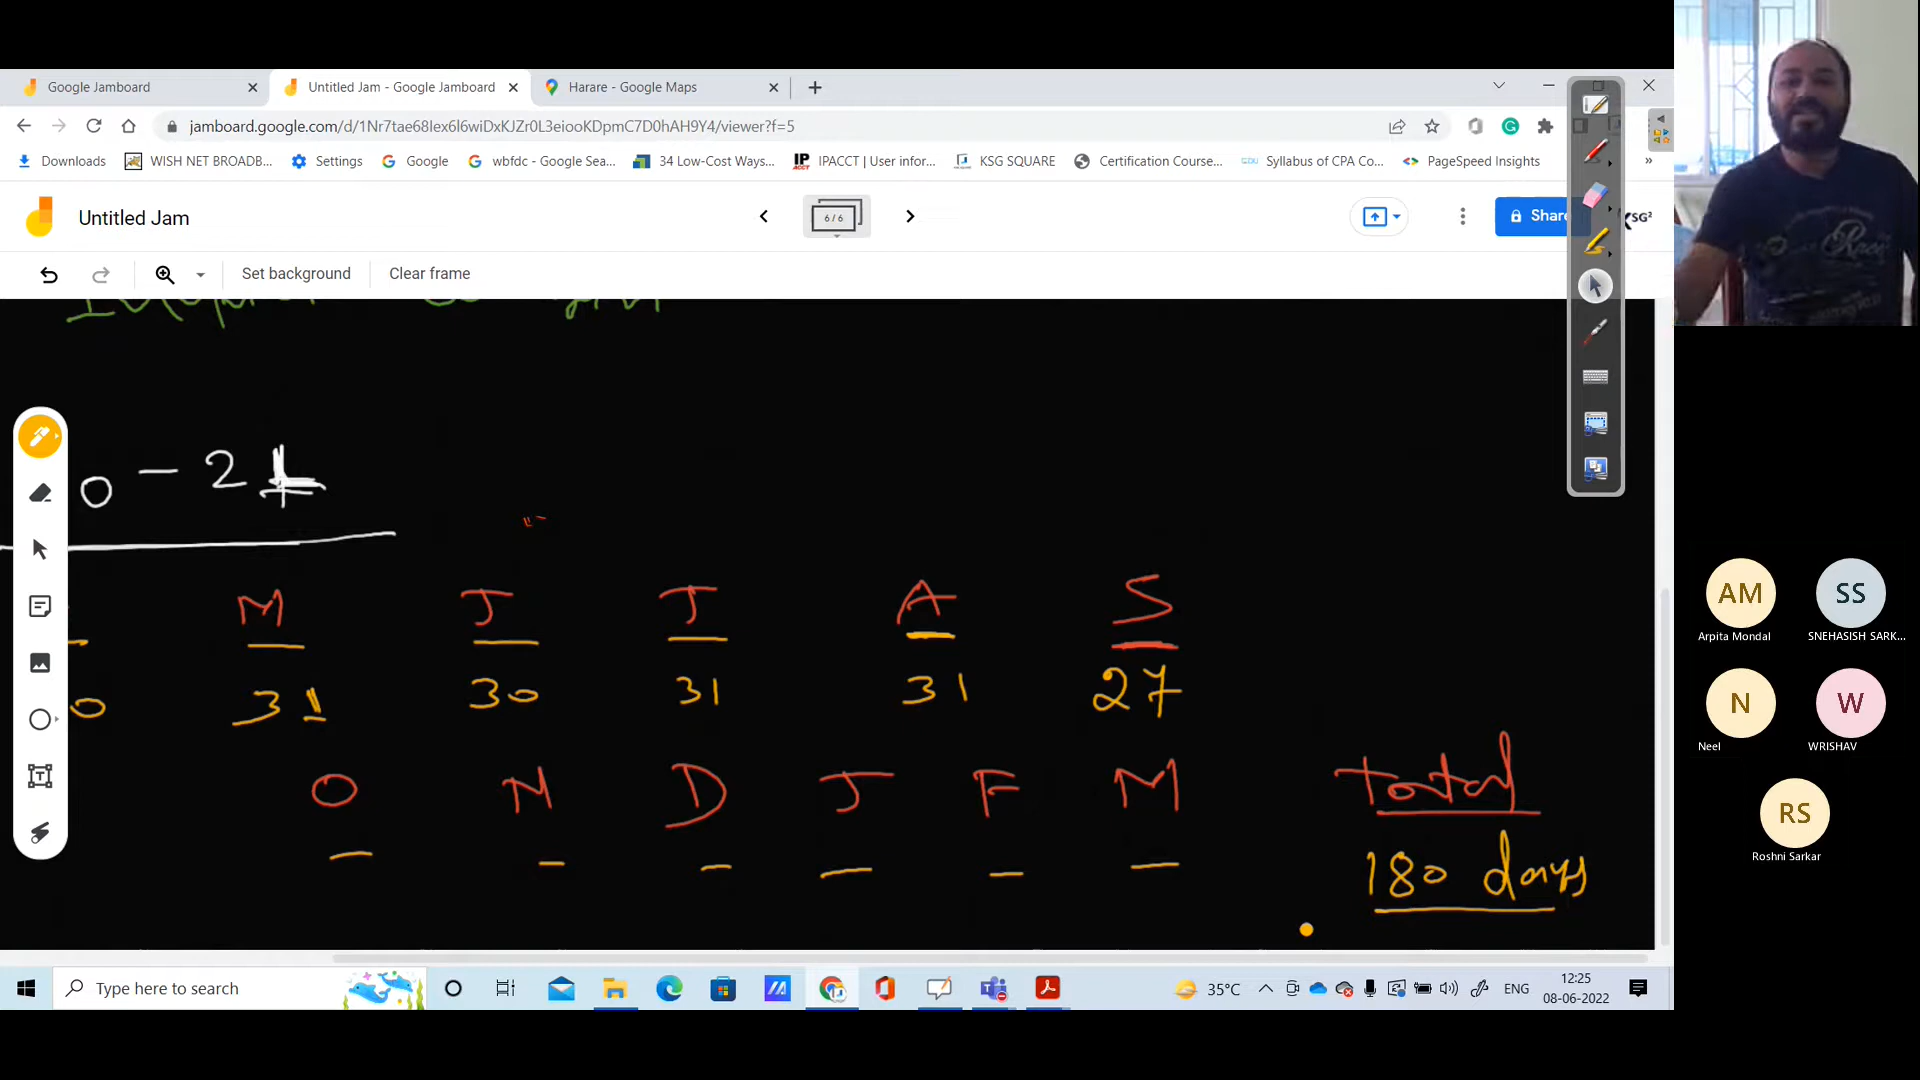 Google Jamboard
Untitled Jam - Google Jamboard
Harare - Google Maps
jamboard.google.com/d/1Nr7tae68Iex6l6wiDxKJZr0L3eiooKDpmC7D0hAH9Y4/viewer?f=5
Downloads
WISH NET BROADB...
Settings
Google
wbfdc - Google Sea...
34 Low-Cost Ways...
IPACCT | User infor...
KSG SQUARE
Certification Course...
Syllabus of CPA Co...
PageSpeed Insights
Untitled Jam
6 / 6
Share
KSG²
Set background
Clear frame
0 - 21
M J J A S
0 31 30 31 31 27
O N D J F M Total
- - - - - - 180 days
AM
Arpita Mondal
SS
SNEHASISH SARK...
N
Neel
W
WRISHAV
RS
Roshni Sarkar
Type here to search
35°C
ENG
12:25
08-06-2022